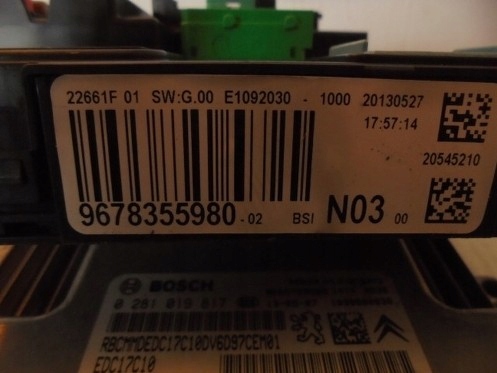 22661F 01 SW:G.00 E1092030 - 1000 20130527
17:57:14
20545210
9678355980 -02 BSI N03 00
BOSCH
0 281 019 817
RBCMMDEDC17C10DV6D97CEM01
EDC17C10